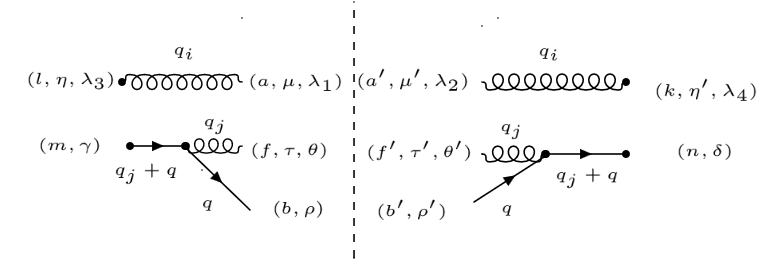 q_i q_i
(l, η, λ_3) (a, μ, λ_1) (a′, μ′, λ_2) (k, η′, λ_4)
q_j q_j
(m, γ) (f, τ, θ) (f′, τ′, θ′) (n, δ)
q_j + q q_j + q
q (b, ρ) (b′, ρ′) q